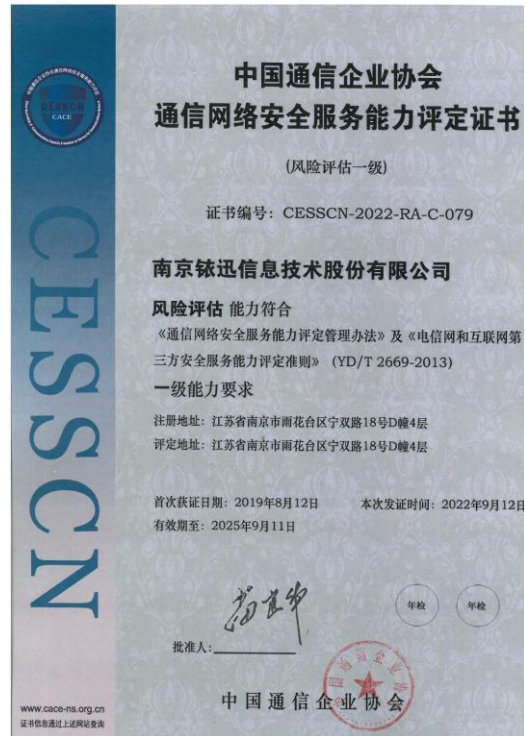 CESSCN
CACE
CESSCN
中国通信企业协会
通信网络安全服务能力评定证书
(风险评估一级)
证书编号：CESSCN-2022-RA-C-079
南京铱迅信息技术股份有限公司
风险评估 能力符合
《通信网络安全服务能力评定管理办法》及《电信网和互联网第
三方安全服务能力评定准则》 (YD/T 2669-2013)
一级能力要求
注册地址：江苏省南京市雨花台区宁双路18号D幢4层
评定地址：江苏省南京市雨花台区宁双路18号D幢4层
首次获证日期：2019年8月12日 本次发证时间：2022年9月12日
有效期至：2025年9月11日
年检 年检
批准人：
中国通信企业协会
www.cace-ns.org.cn
证书信息通过上述网站查询